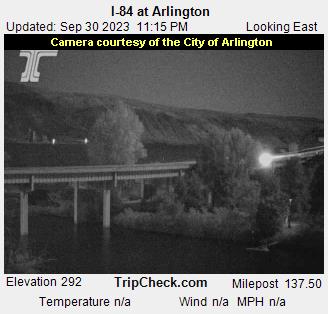 I-84 at Arlington
Updated: Sep 30 2023 11:15 PM Looking East
Camera courtesy of the City of Arlington
Elevation 292 TripCheck.com Milepost 137.50
Temperature n/a Wind n/a MPH n/a